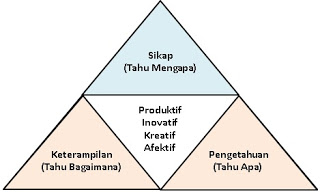 Sikap
(Tahu Mengapa)
Produktif
Inovatif
Kreatif
Afektif
Keterampilan
(Tahu Bagaimana)
Pengetahuan
(Tahu Apa)